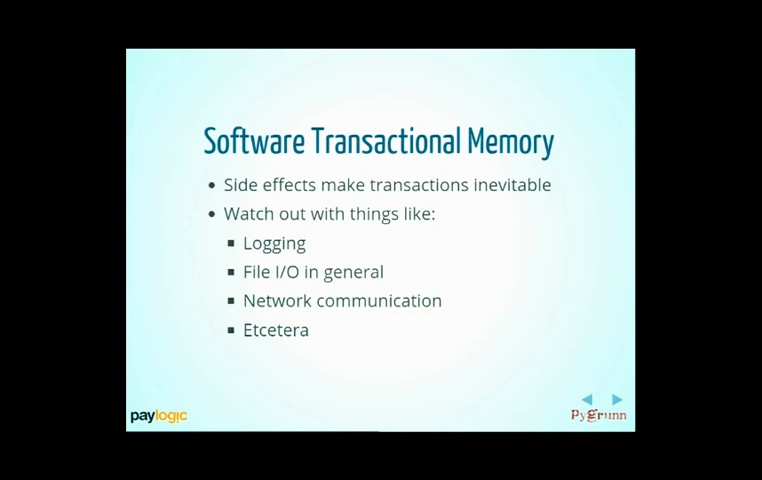 Software Transactional Memory
Side effects make transactions inevitable
Watch out with things like:
Logging
File I/O in general
Network communication
Etcetera
paylogic
Pygrunn